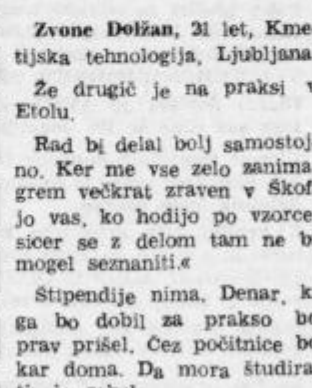 Zvone Dolžan, 21 let, Kme
tijska tehnologija, Ljubljana
Že drugič je na praksi v
Etolu.
Rad bi delal bolj samostoj
no. Ker me vse zelo zanima
grem večkrat zraven v Škof
jo vas, ko hodijo po vzorce
sicer se z delom tam ne b
mogel seznaniti.«
Štipendije nima. Denar, k
ga bo dobil za prakso bo
prav prišel. Čez počitnice bo
kar doma. Da mora študira